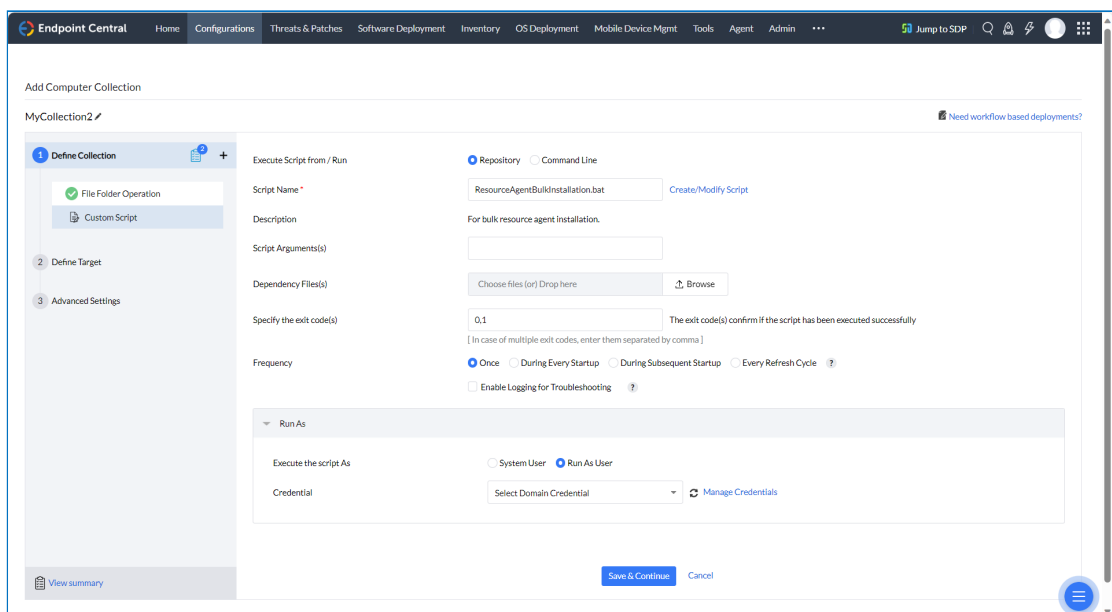 Endpoint Central Home Configurations Threats & Patches Software Deployment Inventory OS Deployment Mobile Device Mgmt Tools Agent Admin ••• Jump to SDP
Add Computer Collection
MyCollection2
Need workflow based deployments?
1 Define Collection 2 +
File Folder Operation
Custom Script
2 Define Target
3 Advanced Settings
View summary
Execute Script from / Run Repository Command Line
Script Name * ResourceAgentBulkInstallation.bat Create/Modify Script
Description For bulk resource agent installation.
Script Arguments(s)
Dependency Files(s) Choose files (or) Drop here Browse
Specify the exit code(s) 0,1 The exit code(s) confirm if the script has been executed successfully
[ In case of multiple exit codes, enter them separated by comma ]
Frequency Once During Every Startup During Subsequent Startup Every Refresh Cycle ?
Enable Logging for Troubleshooting ?
Run As
Execute the script As System User Run As User
Credential Select Domain Credential Manage Credentials
Save & Continue Cancel